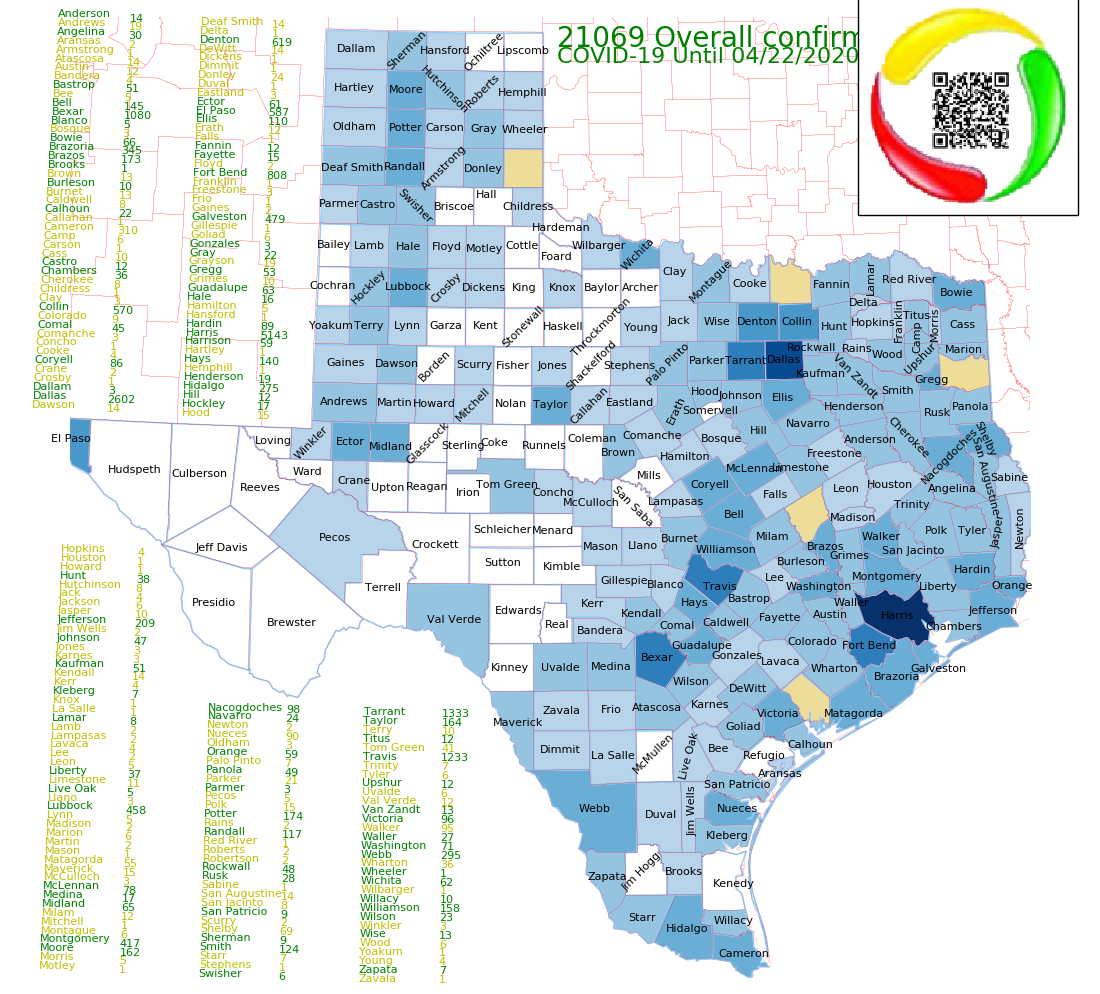 21069 Overall confirm
COVID-19 Until 04/22/2020
Anderson 14
Andrews 19
Angelina 30
Aransas 2
Armstrong 1
Atascosa 14
Austin 12
Bandera 4
Bastrop 51
Bee 5
Bell 145
Bexar 1080
Blanco 5
Bosque 3
Bowie 66
Brazoria 345
Brazos 173
Brooks 1
Brown 13
Burleson 10
Burnet 13
Caldwell 8
Calhoun 22
Callahan 2
Cameron 310
Camp 6
Carson 1
Cass 10
Castro 12
Chambers 36
Cherokee 8
Childress 1
Clay 3
Collin 570
Colorado 9
Comal 45
Comanche 3
Concho 1
Cooke 4
Coryell 86
Crane 2
Crosby 1
Dallam 3
Dallas 2602
Dawson 14
Deaf Smith 14
Delta 1
Denton 619
DeWitt 14
Dickens 1
Dimmit 1
Donley 24
Duval 1
Eastland 3
Ector 61
El Paso 587
Ellis 110
Erath 12
Falls 1
Fannin 12
Fayette 15
Floyd 2
Fort Bend 808
Franklin 1
Freestone 3
Frio 1
Gaines 2
Galveston 479
Gillespie 1
Goliad 6
Gonzales 3
Gray 22
Grayson 19
Gregg 53
Grimes 10
Guadalupe 63
Hale 16
Hamilton 5
Hansford 1
Hardin 89
Harris 5143
Harrison 59
Hartley 1
Hays 140
Hemphill 1
Henderson 19
Hidalgo 275
Hill 12
Hockley 17
Hood 15
Hopkins 4
Houston 1
Howard 1
Hunt 38
Hutchinson 8
Jack 4
Jackson 6
Jasper 10
Jefferson 209
Jim Wells 2
Johnson 47
Jones 3
Karnes 3
Kaufman 51
Kendall 14
Kerr 4
Kleberg 7
Knox 1
La Salle 1
Lamar 8
Lamb 2
Lampasas 2
Lavaca 4
Lee 2
Leon 5
Liberty 37
Limestone 11
Live Oak 5
Llano 3
Lubbock 458
Lynn 5
Madison 2
Marion 6
Martin 2
Mason 1
Matagorda 55
Maverick 15
McCulloch 3
McLennan 78
Medina 17
Midland 65
Milam 12
Mitchell 1
Montague 6
Montgomery 417
Moore 162
Morris 5
Motley 1
Nacogdoches 98
Navarro 24
Newton 2
Nueces 90
Oldham 3
Orange 59
Palo Pinto 2
Panola 49
Parker 21
Parmer 3
Pecos 5
Polk 15
Potter 174
Rains 2
Randall 117
Red River 1
Roberts 2
Robertson 2
Rockwall 48
Rusk 28
Sabine 1
San Augustine 14
San Jacinto 8
San Patricio 9
Scurry 2
Shelby 69
Sherman 9
Smith 124
Starr 7
Stephens 1
Swisher 6
Tarrant 1333
Taylor 164
Terry 10
Titus 12
Tom Green 41
Travis 1233
Trinity 7
Tyler 6
Upshur 12
Uvalde 6
Val Verde 12
Van Zandt 13
Victoria 96
Walker 95
Waller 27
Washington 71
Webb 295
Wharton 36
Wheeler 1
Wichita 62
Wilbarger 1
Willacy 10
Williamson 158
Wilson 23
Winkler 3
Wise 13
Wood 6
Yoakum 1
Young 4
Zapata 7
Zavala 1
Dallam
Sherman
Hansford
Ochiltree
Lipscomb
Hartley
Moore
Hutchinson
Roberts
Hemphill
Oldham
Potter
Carson
Gray
Wheeler
Deaf Smith
Randall
Armstrong
Donley
Parmer
Castro
Swisher
Briscoe
Hall
Childress
Bailey
Lamb
Hale
Floyd
Motley
Cottle
Hardeman
Foard
Wilbarger
Wichita
Cochran
Hockley
Lubbock
Crosby
Dickens
King
Knox
Baylor
Archer
Clay
Montague
Cooke
Fannin
Lamar
Red River
Bowie
Yoakum
Terry
Lynn
Garza
Kent
Stonewall
Haskell
Throckmorton
Young
Jack
Wise
Denton
Collin
Hunt
Delta
Hopkins
Franklin
Titus
Camp
Morris
Cass
Gaines
Dawson
Borden
Scurry
Fisher
Jones
Shackelford
Stephens
Palo Pinto
Parker
Tarrant
Dallas
Rockwall
Kaufman
Rains
Van Zandt
Wood
Upshur
Marion
Gregg
Andrews
Martin
Howard
Mitchell
Nolan
Taylor
Callahan
Eastland
Erath
Hood
Somervell
Johnson
Ellis
Henderson
Smith
Rusk
Panola
El Paso
Hudspeth
Culberson
Reeves
Loving
Winkler
Ward
Ector
Midland
Glasscock
Sterling
Coke
Runnels
Coleman
Brown
Comanche
Hamilton
Bosque
Hill
Navarro
Anderson
Cherokee
Nacogdoches
Shelby
San Augustine
Sabine
Crane
Upton
Reagan
Irion
Tom Green
Concho
McCulloch
San Saba
Mills
Lampasas
Coryell
McLennan
Limestone
Freestone
Falls
Leon
Houston
Angelina
Trinity
Jeff Davis
Pecos
Crockett
Schleicher
Menard
Mason
Llano
Burnet
Bell
Williamson
Milam
Madison
Brazos
Grimes
Walker
San Jacinto
Polk
Tyler
Jasper
Newton
Presidio
Brewster
Terrell
Sutton
Kimble
Gillespie
Blanco
Travis
Bastrop
Lee
Burleson
Washington
Montgomery
Liberty
Hardin
Orange
Val Verde
Edwards
Real
Kerr
Bandera
Kendall
Hays
Comal
Caldwell
Fayette
Austin
Waller
Harris
Chambers
Jefferson
Kinney
Uvalde
Medina
Bexar
Guadalupe
Gonzales
Lavaca
Colorado
Wharton
Fort Bend
Brazoria
Galveston
Maverick
Zavala
Frio
Atascosa
Wilson
Karnes
DeWitt
Goliad
Victoria
Matagorda
Dimmit
La Salle
McMullen
Live Oak
Bee
Refugio
Calhoun
Aransas
San Patricio
Webb
Duval
Jim Wells
Nueces
Kleberg
Zapata
Jim Hogg
Brooks
Kenedy
Starr
Hidalgo
Willacy
Cameron